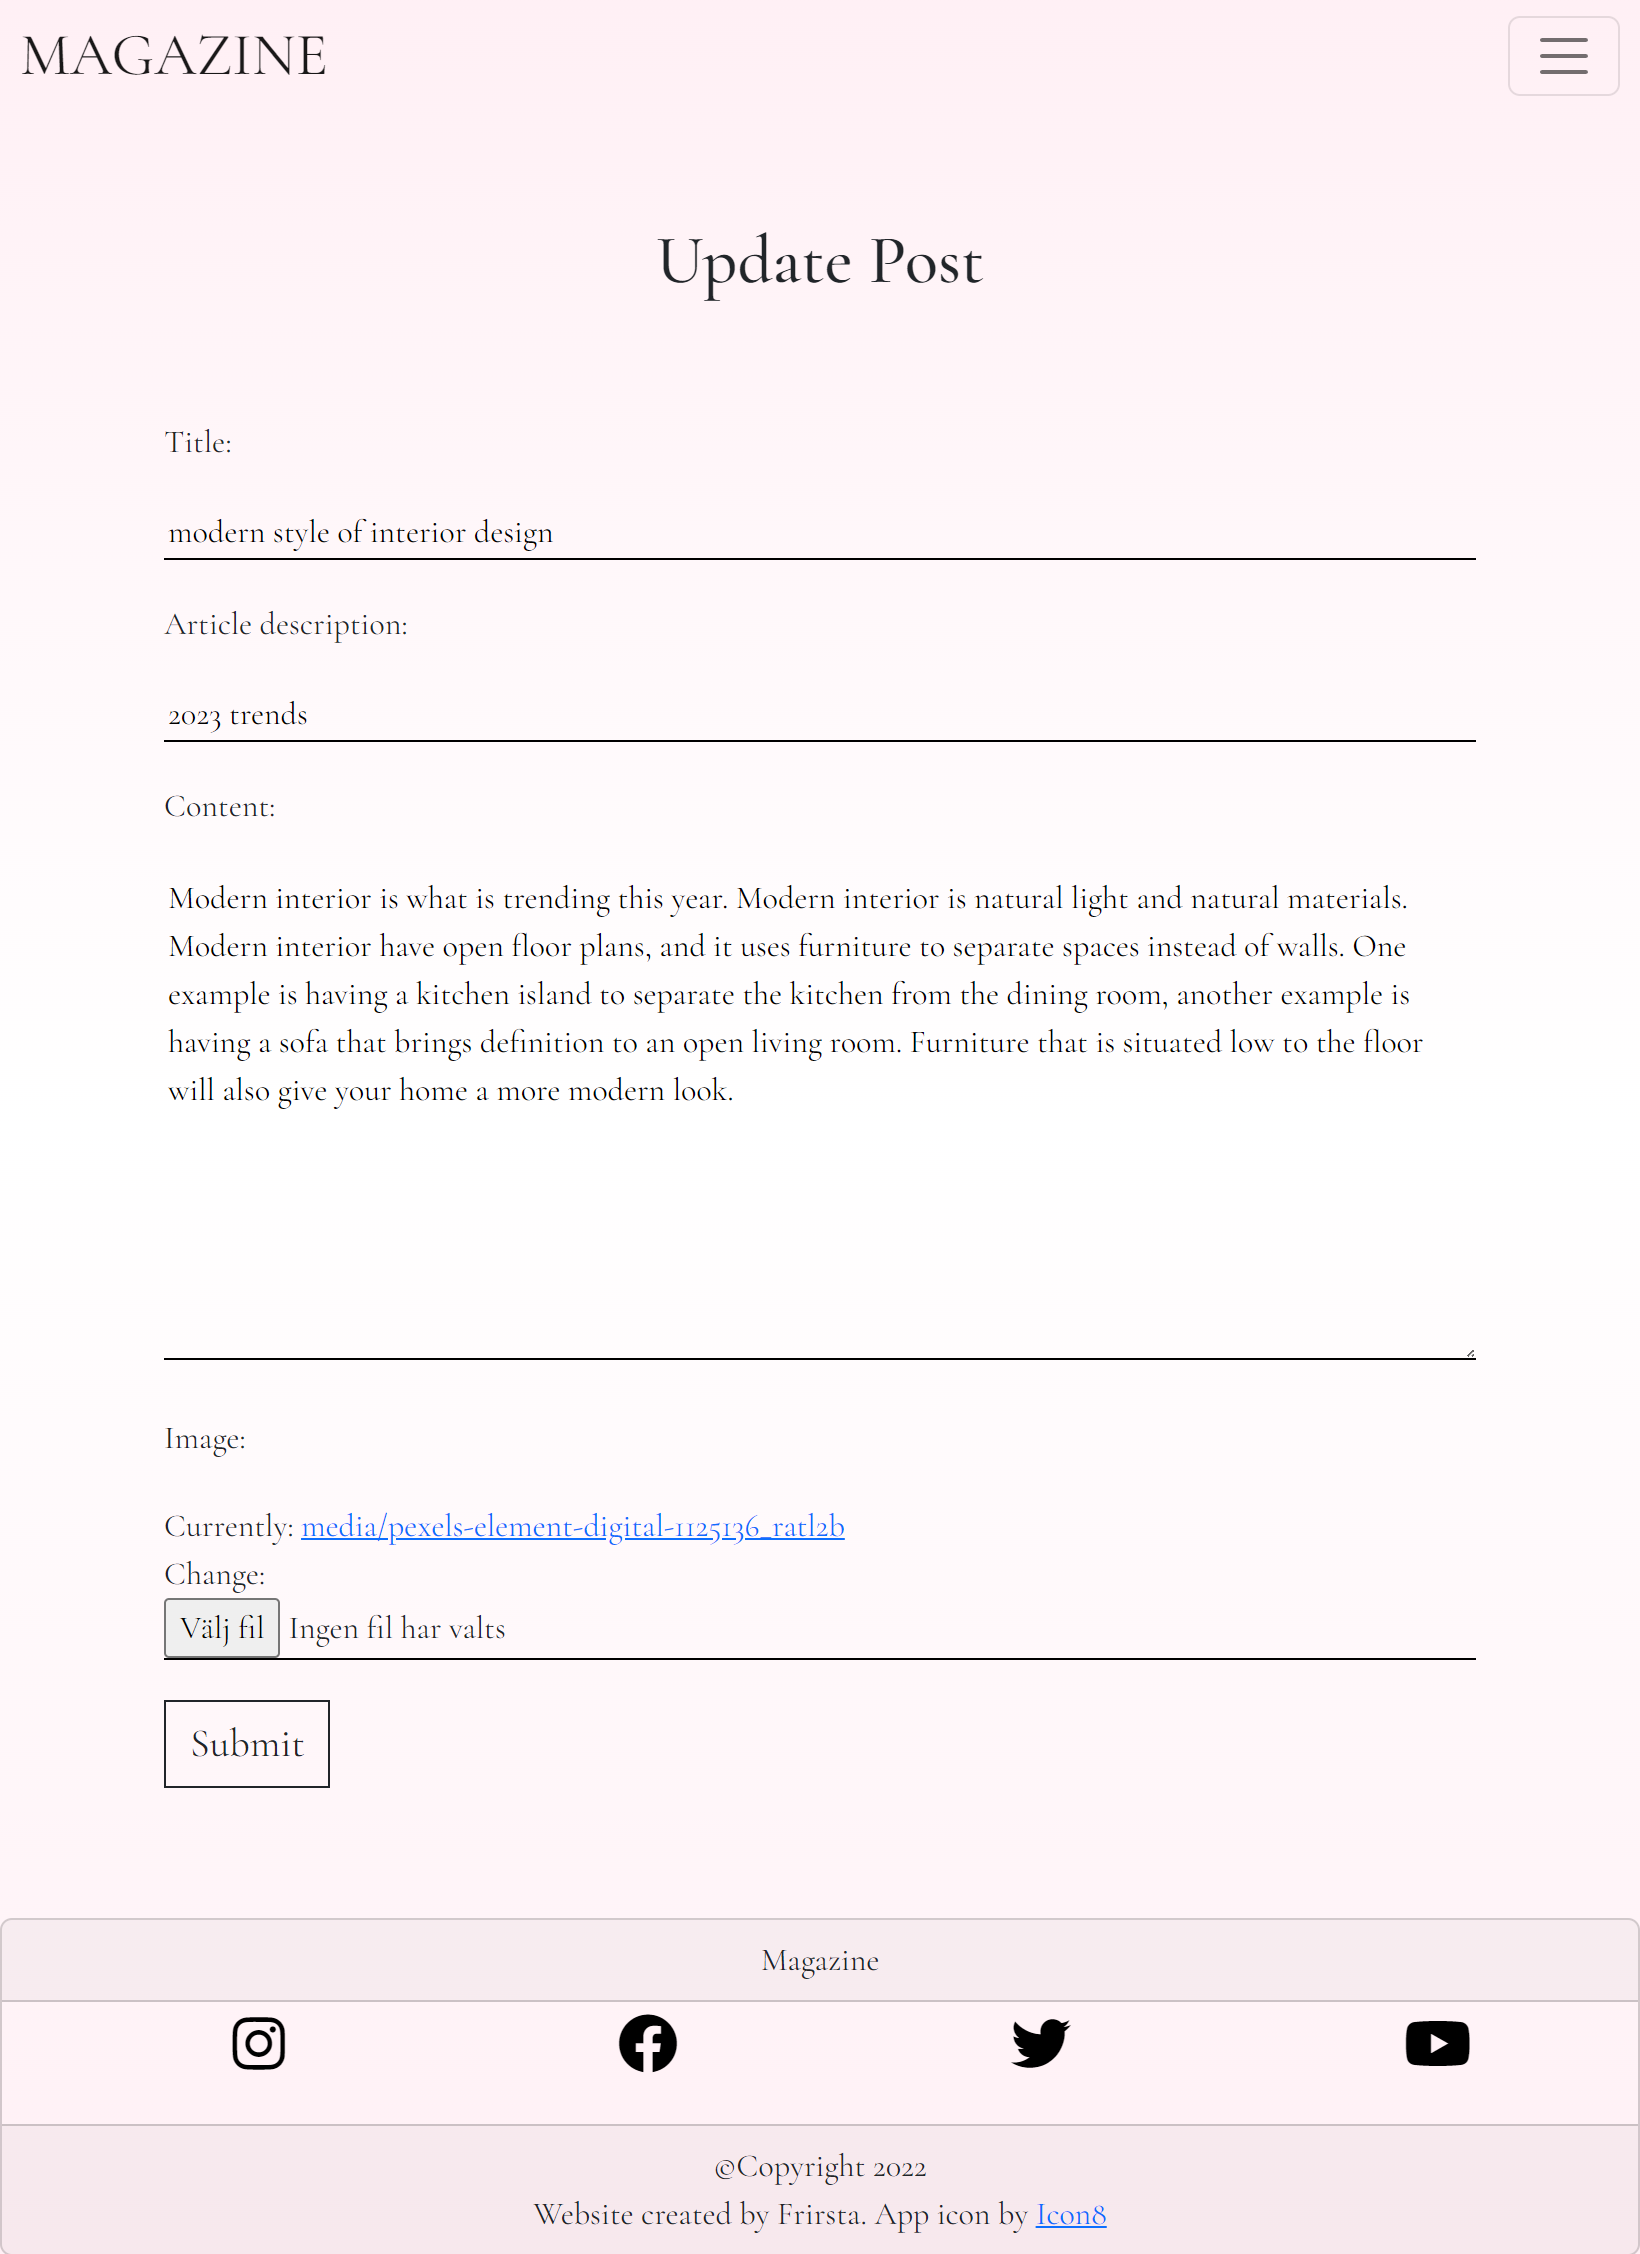 MAGAZINE
Update Post
Title:
modern style of interior design
Article description:
2023 trends
Content:
Modern interior is what is trending this year. Modern interior is natural light and natural materials.
Modern interior have open floor plans, and it uses furniture to separate spaces instead of walls. One
example is having a kitchen island to separate the kitchen from the dining room, another example is
having a sofa that brings definition to an open living room. Furniture that is situated low to the floor
will also give your home a more modern look.
Image:
Currently: media/pexels-element-digital-1125136_ratl2b
Change:
Välj fil Ingen fil har valts
Submit
Magazine
©Copyright 2022
Website created by Frirsta. App icon by Icon8